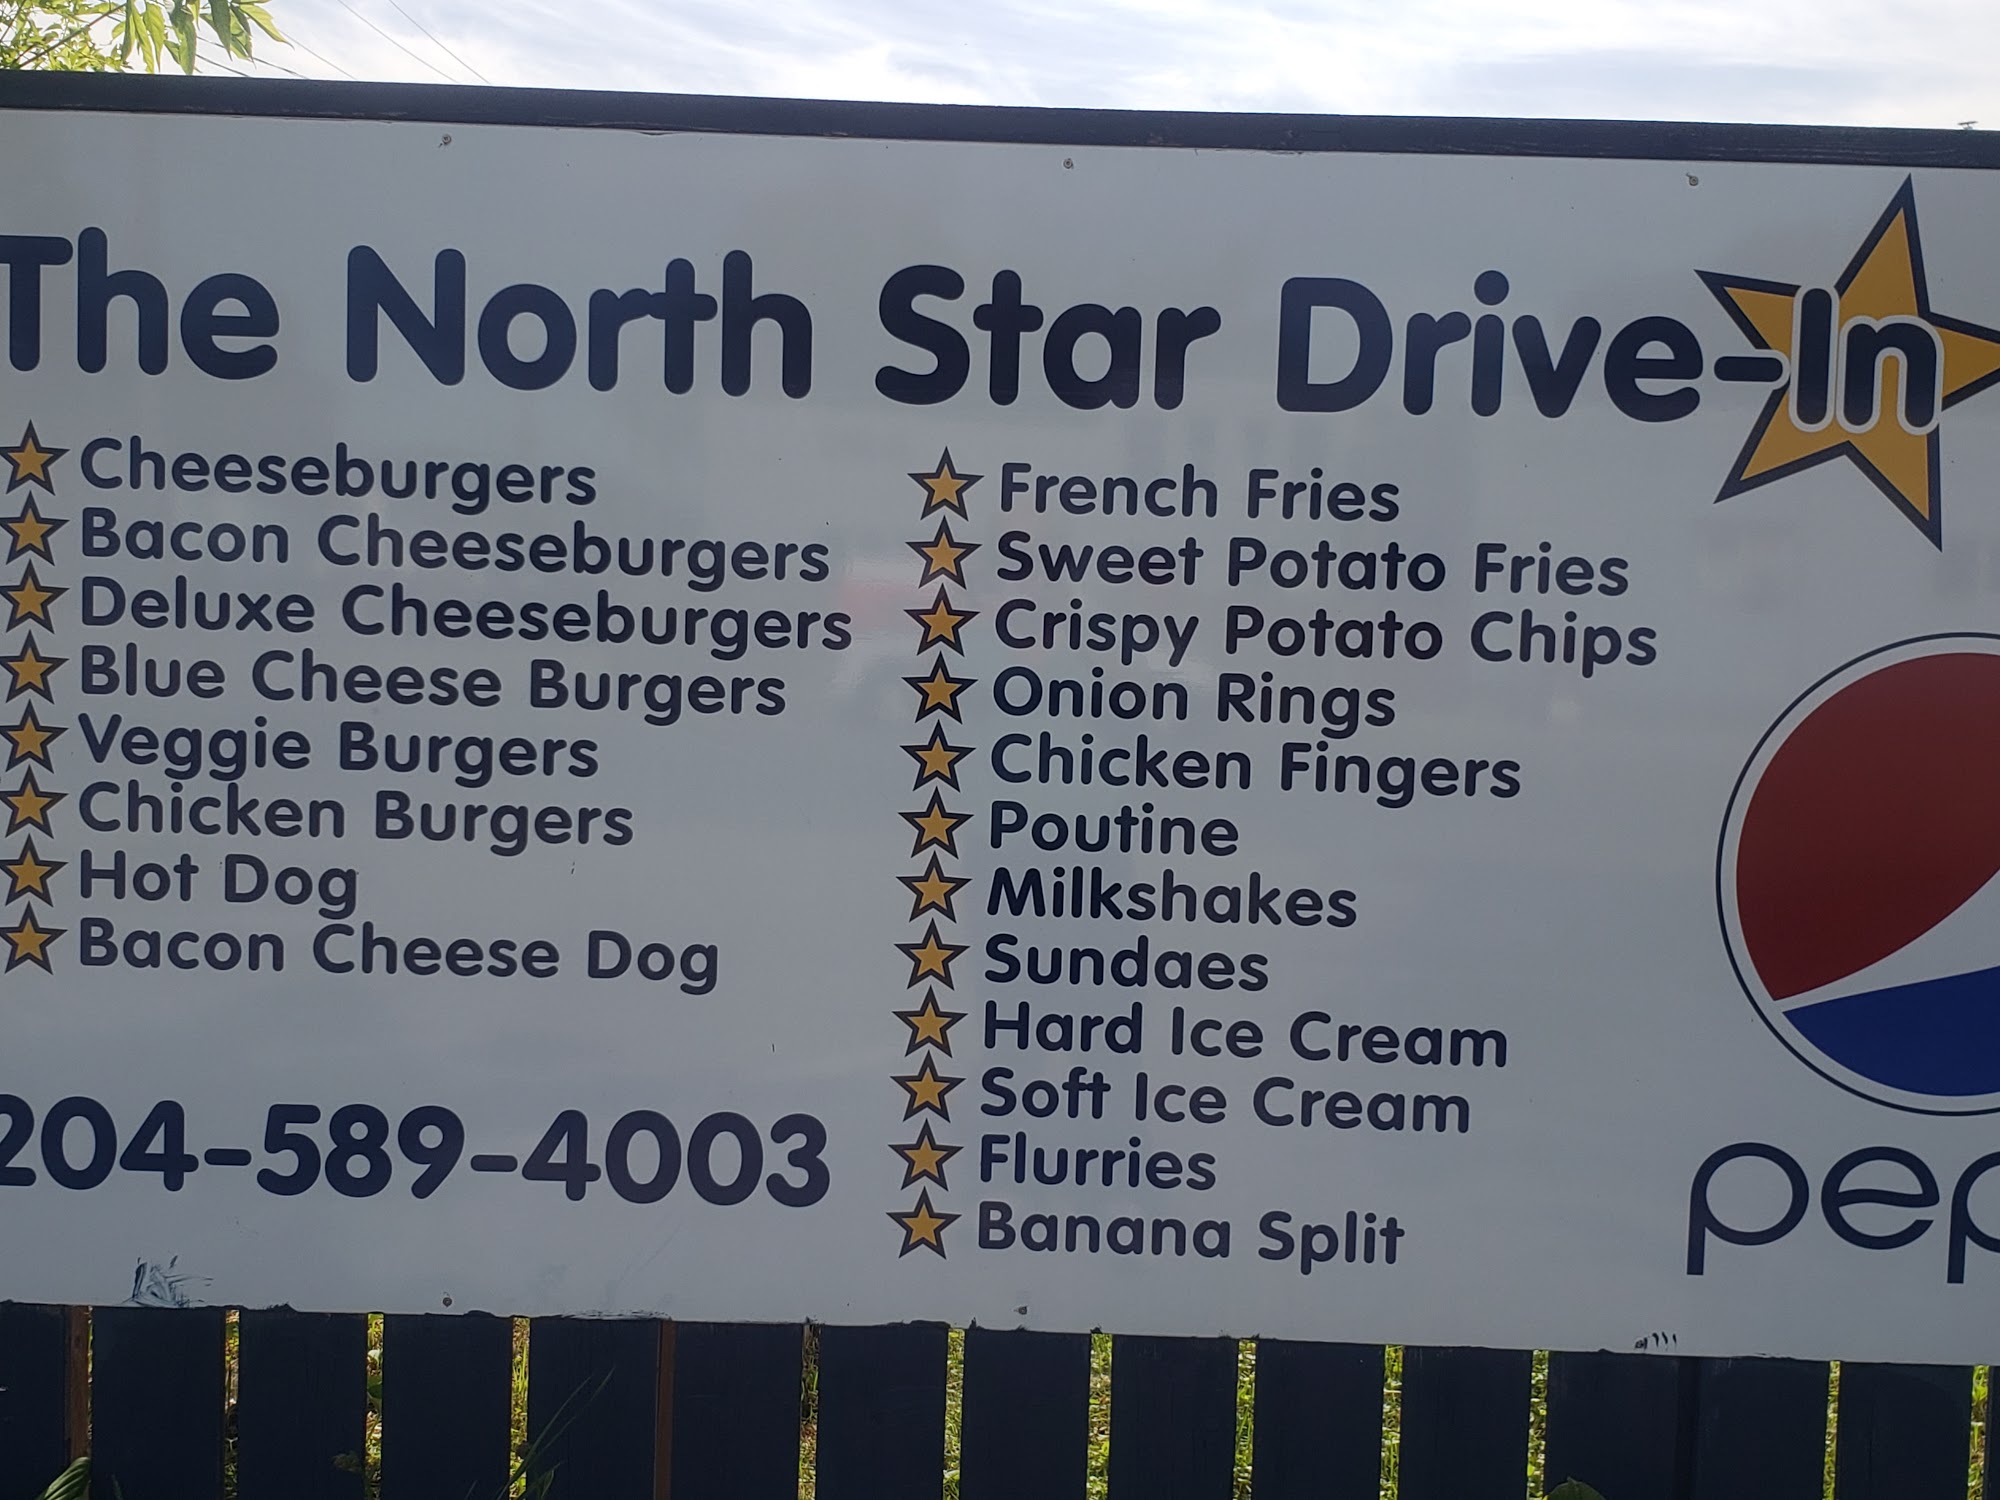 The North Star Drive-In
Cheeseburgers
Bacon Cheeseburgers
Deluxe Cheeseburgers
Blue Cheese Burgers
Veggie Burgers
Chicken Burgers
Hot Dog
Bacon Cheese Dog
204-589-4003
French Fries
Sweet Potato Fries
Crispy Potato Chips
Onion Rings
Chicken Fingers
Poutine
Milkshakes
Sundaes
Hard Ice Cream
Soft Ice Cream
Flurries
Banana Split
pep